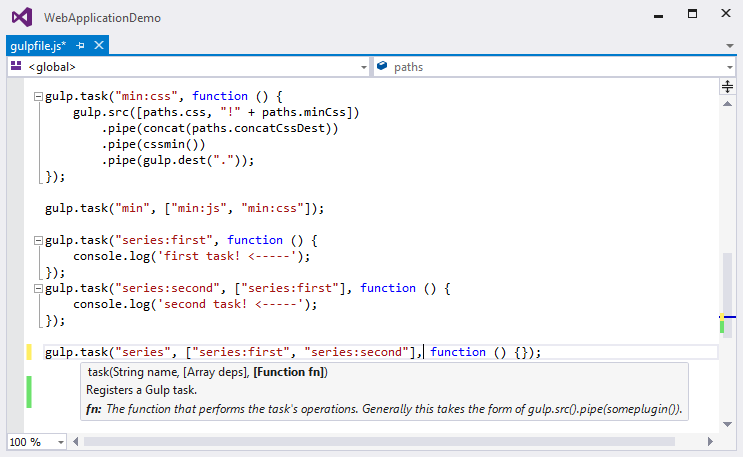 WebApplicationDemo
gulpfile.js*
<global> paths
gulp.task("min:css", function () {
    gulp.src([paths.css, "!" + paths.minCss])
        .pipe(concat(paths.concatCssDest))
        .pipe(cssmin())
        .pipe(gulp.dest("."));
});
gulp.task("min", ["min:js", "min:css"]);
gulp.task("series:first", function () {
    console.log('first task! <-----');
});
gulp.task("series:second", ["series:first"], function () {
    console.log('second task! <-----');
});
gulp.task("series", ["series:first", "series:second"], function () {});
task(String name, [Array deps], [Function fn])
Registers a Gulp task.
fn: The function that performs the task's operations. Generally this takes the form of gulp.src().pipe(someplugin()).
100 %